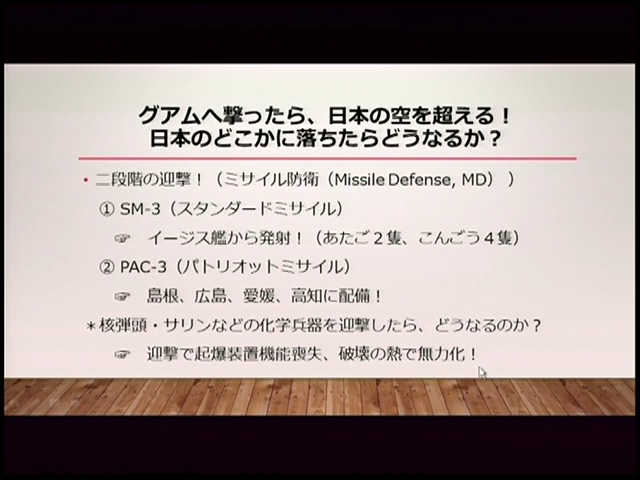 グアムへ撃ったら、日本の空を超える！
日本のどこかに落ちたらどうなるか？
・二段階の迎撃！（ミサイル防衛（Missile Defense, MD））
① SM-3（スタンダードミサイル）
☞ イージス艦から発射！（あたご２隻、こんごう４隻）
② PAC-3（パトリオットミサイル）
☞ 島根、広島、愛媛、高知に配備！
＊核弾頭・サリンなどの化学兵器を迎撃したら、どうなるのか？
☞ 迎撃で起爆装置機能喪失、破壊の熱で無力化！